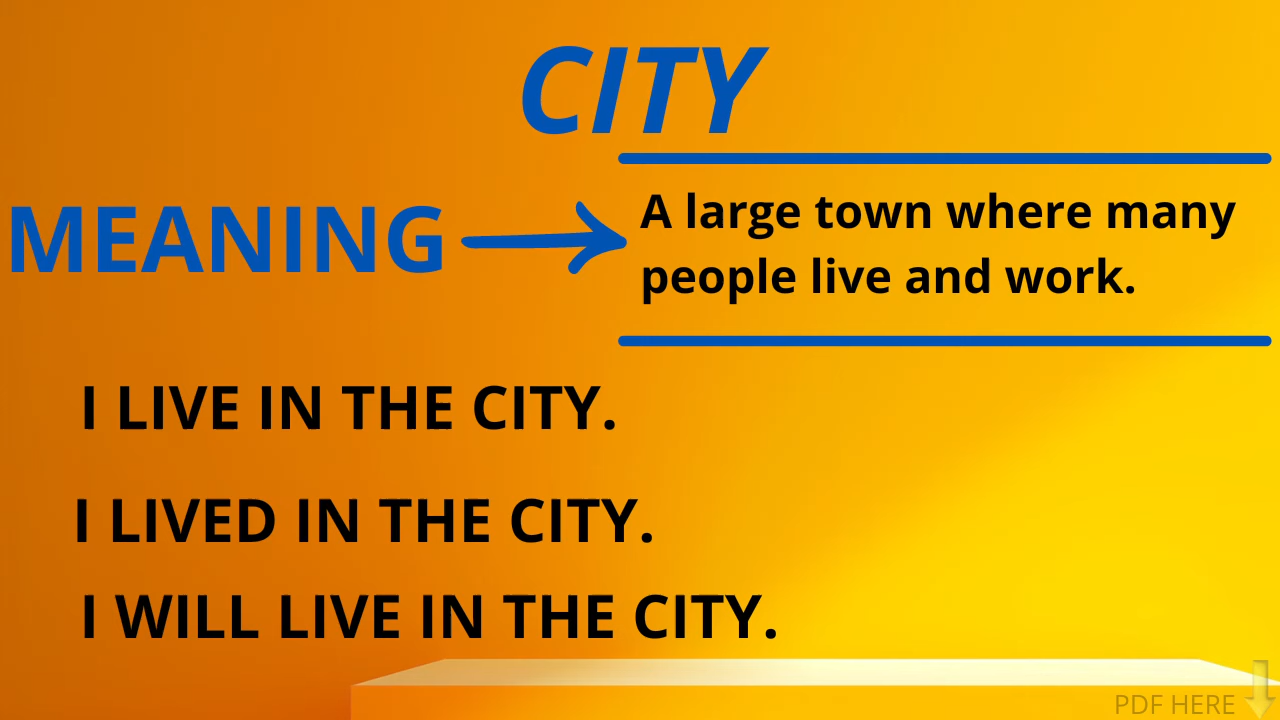 CITY
MEANING
A large town where many
people live and work.
I LIVE IN THE CITY.
I LIVED IN THE CITY.
I WILL LIVE IN THE CITY.
PDF HERE